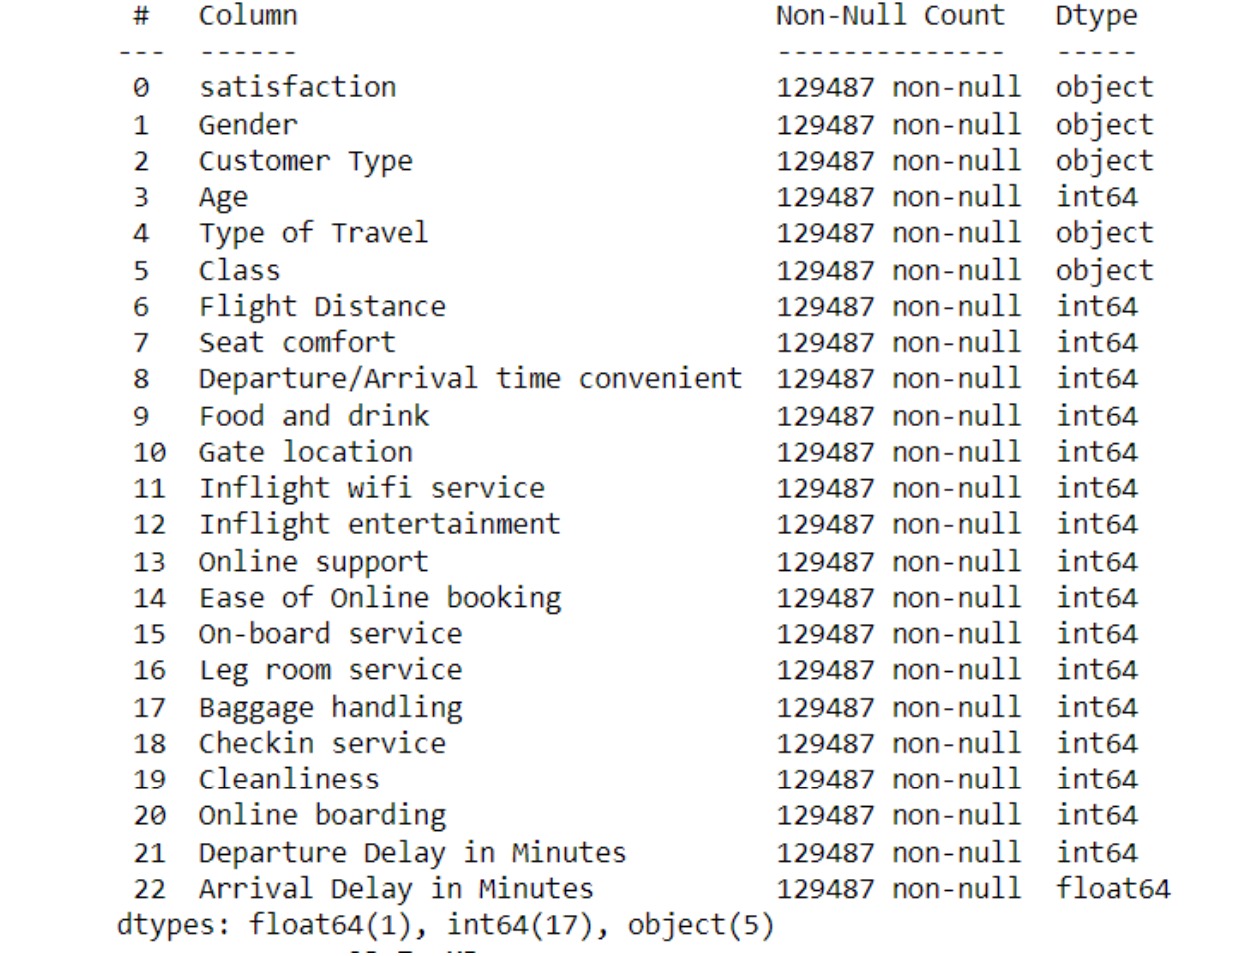 #   Column                             Non-Null Count   Dtype
---  ------                             --------------   -----
0   satisfaction                       129487 non-null  object
1   Gender                             129487 non-null  object
2   Customer Type                      129487 non-null  object
3   Age                                129487 non-null  int64
4   Type of Travel                     129487 non-null  object
5   Class                              129487 non-null  object
6   Flight Distance                    129487 non-null  int64
7   Seat comfort                       129487 non-null  int64
8   Departure/Arrival time convenient  129487 non-null  int64
9   Food and drink                     129487 non-null  int64
10  Gate location                      129487 non-null  int64
11  Inflight wifi service              129487 non-null  int64
12  Inflight entertainment             129487 non-null  int64
13  Online support                     129487 non-null  int64
14  Ease of Online booking             129487 non-null  int64
15  On-board service                   129487 non-null  int64
16  Leg room service                   129487 non-null  int64
17  Baggage handling                   129487 non-null  int64
18  Checkin service                    129487 non-null  int64
19  Cleanliness                        129487 non-null  int64
20  Online boarding                    129487 non-null  int64
21  Departure Delay in Minutes         129487 non-null  int64
22  Arrival Delay in Minutes           129487 non-null  float64
dtypes: float64(1), int64(17), object(5)